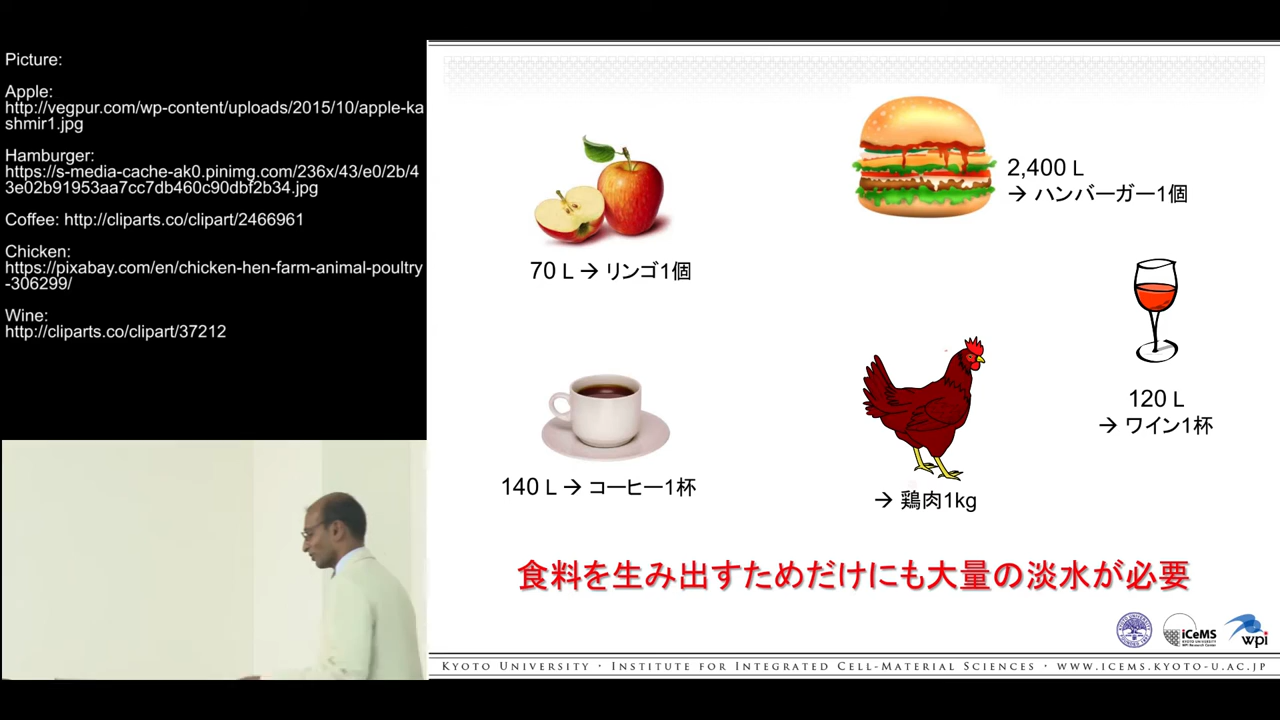 Picture:
Apple:
http://vegpur.com/wp-content/uploads/2015/10/apple-ka
shmir1.jpg
Hamburger:
https://s-media-cache-ak0.pinimg.com/236x/43/e0/2b/4
3e02b91953aa7cc7db460c90dbf2b34.jpg
Coffee: http://cliparts.co/clipart/2466961
Chicken:
https://pixabay.com/en/chicken-hen-farm-animal-poultry
-306299/
Wine:
http://cliparts.co/clipart/37212
2,400 L
→ ハンバーガー1個
70 L → リンゴ1個
120 L
→ ワイン1杯
140 L → コーヒー1杯
→ 鶏肉1kg
食料を生み出すためだけにも大量の淡水が必要
iCeMS
wpi
KYOTO UNIVERSITY · INSTITUTE FOR INTEGRATED CELL-MATERIAL SCIENCES · WWW.ICEMS.KYOTO-U.AC.JP